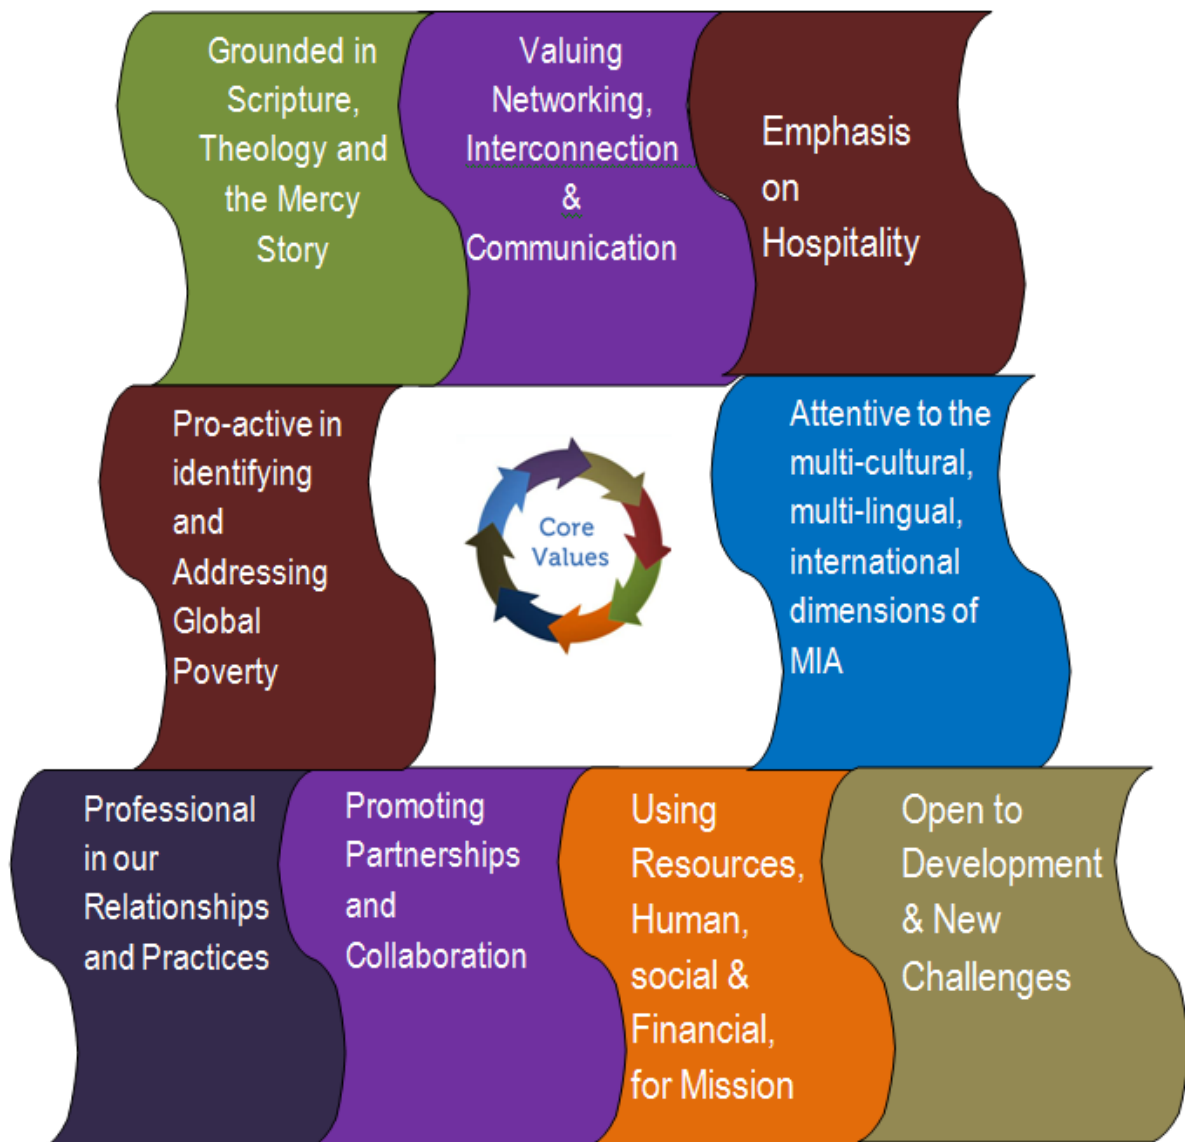 Grounded in
Scripture,
Theology and
the Mercy
Story
Valuing
Networking,
Interconnection
&
Communication
Emphasis
on
Hospitality
Pro-active in
identifying
and
Addressing
Global
Poverty
Core
Values
Attentive to the
multi-cultural,
multi-lingual,
international
dimensions of
MIA
Professional
in our
Relationships
and Practices
Promoting
Partnerships
and
Collaboration
Using
Resources,
Human,
social &
Financial,
for Mission
Open to
Development
& New
Challenges